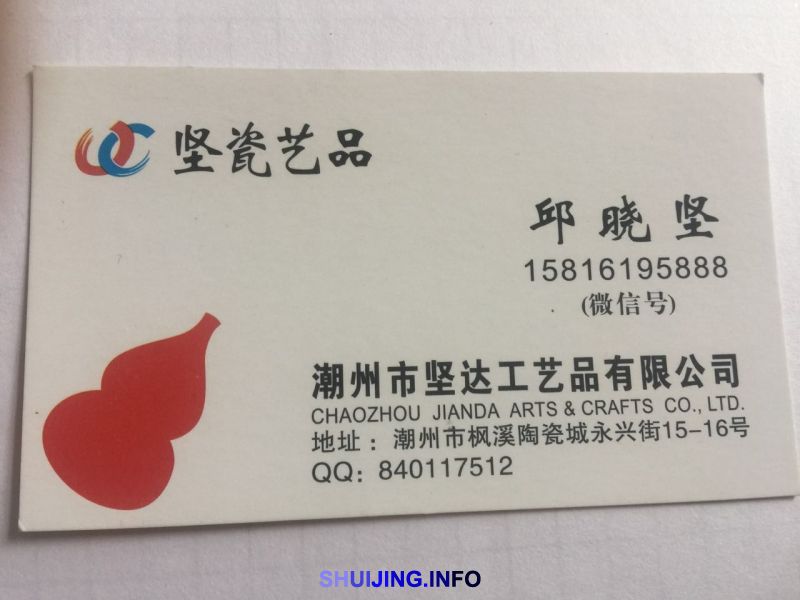 坚瓷艺品
邱晓坚
15816195888
(微信号)
潮州市坚达工艺品有限公司
CHAOZHOU JIANDA ARTS & CRAFTS CO., LTD.
地址：潮州市枫溪陶瓷城永兴街15-16号
QQ: 840117512
SHUIJING.INFO